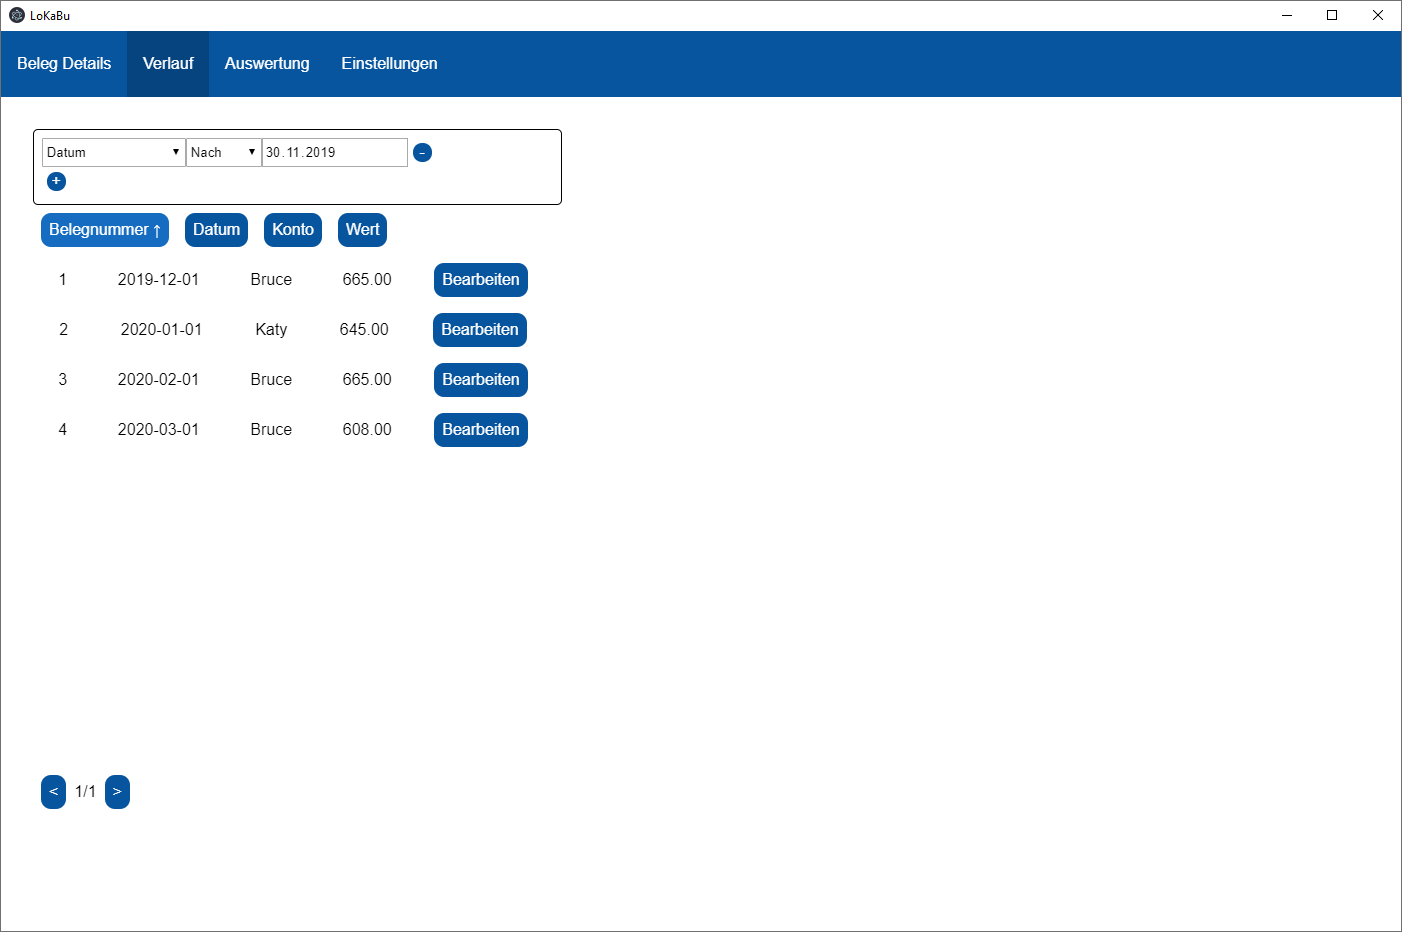 LoKaBu
Beleg Details Verlauf Auswertung Einstellungen
Datum Nach 30.11.2019 -
+
Belegnummer ↑ Datum Konto Wert
1 2019-12-01 Bruce 665.00 Bearbeiten
2 2020-01-01 Katy 645.00 Bearbeiten
3 2020-02-01 Bruce 665.00 Bearbeiten
4 2020-03-01 Bruce 608.00 Bearbeiten
< 1/1 >